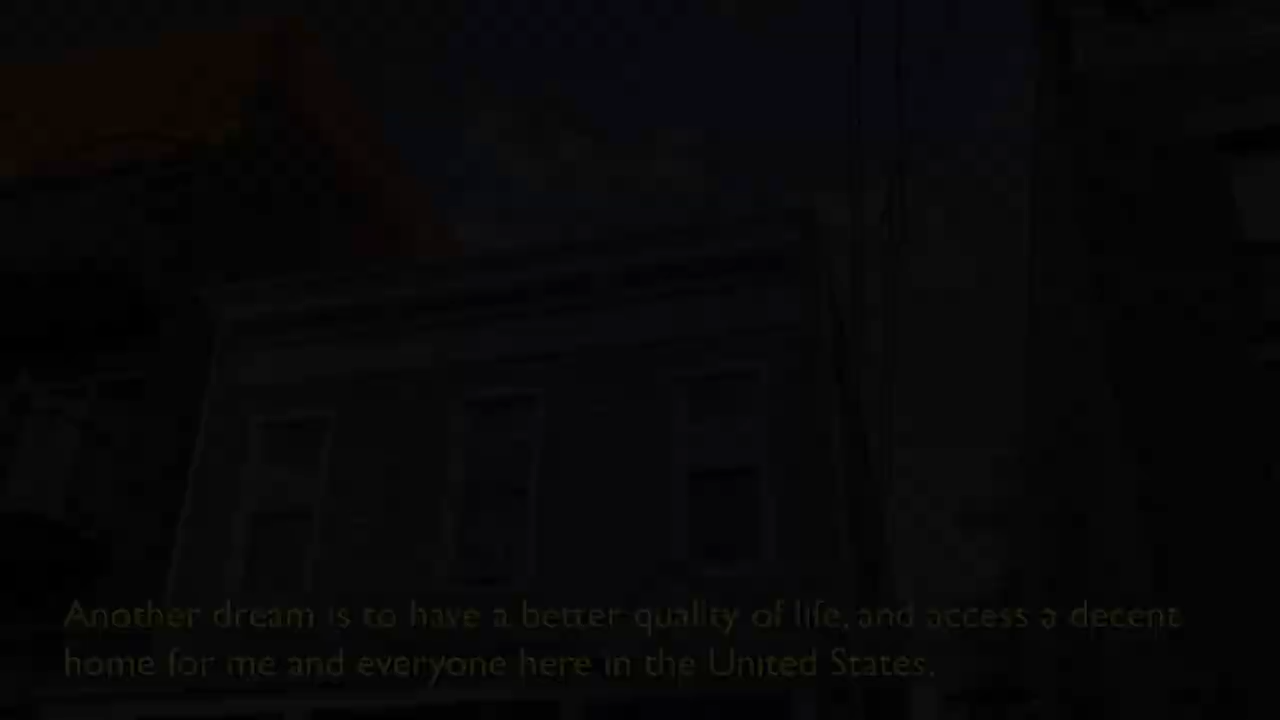 Another dream is to have a better quality of life, and access a decent
home for me and everyone here in the United States.